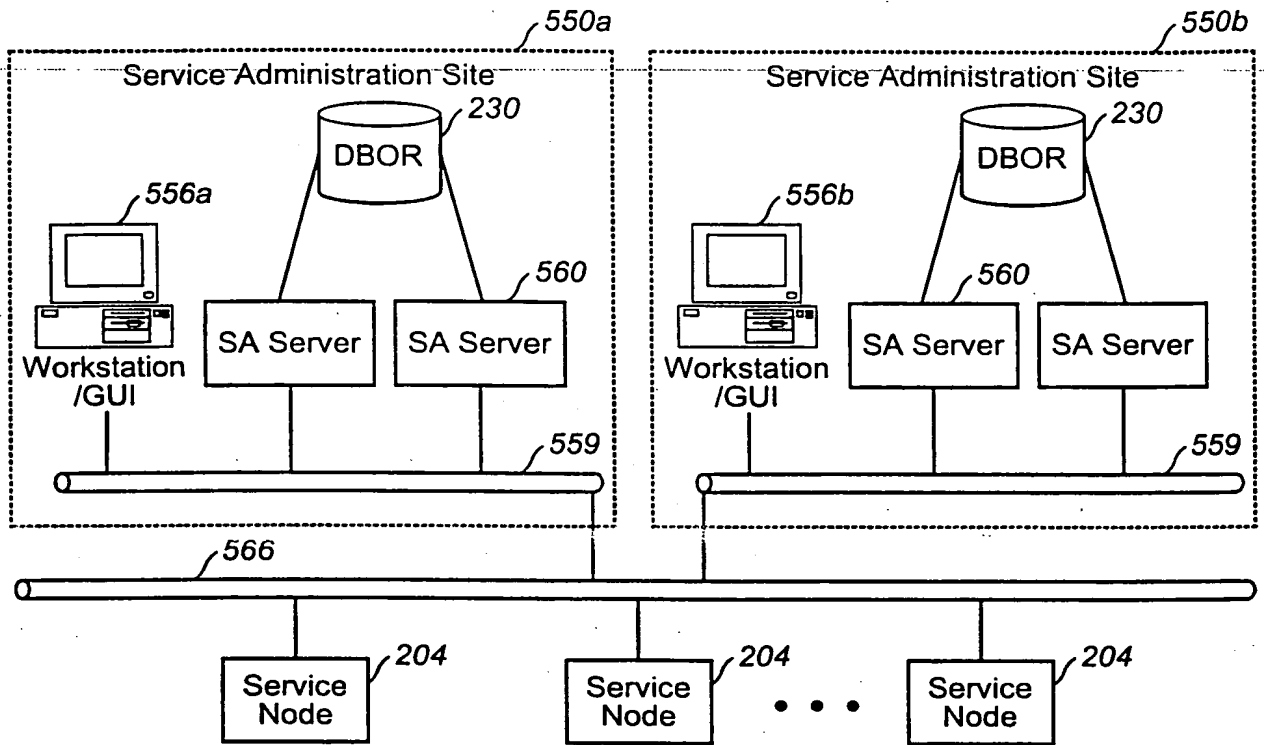 550a
550b
Service Administration Site
Service Administration Site
230
230
DBOR
DBOR
556a
556b
560
560
SA Server
SA Server
SA Server
SA Server
Workstation
/GUI
Workstation
/GUI
559
559
566
204
204
204
Service
Node
Service
Node
Service
Node